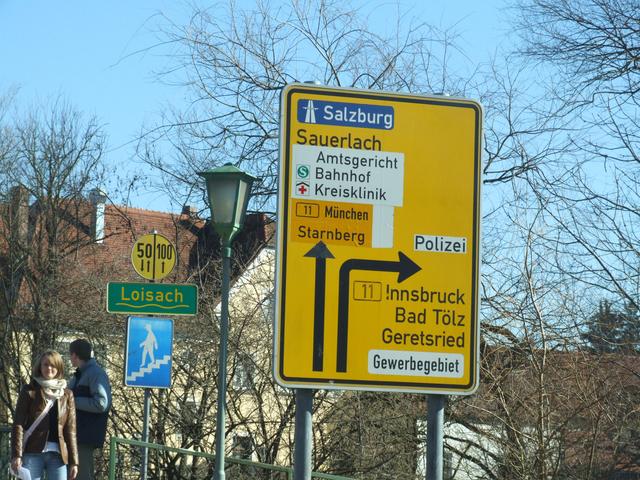 Salzburg
Sauerlach
Amtsgericht
S Bahnhof
Kreisklinik
11 München
Starnberg
Polizei
11 Innsbruck
Bad Tölz
Geretsried
Gewerbegebiet
50 100
Loisach